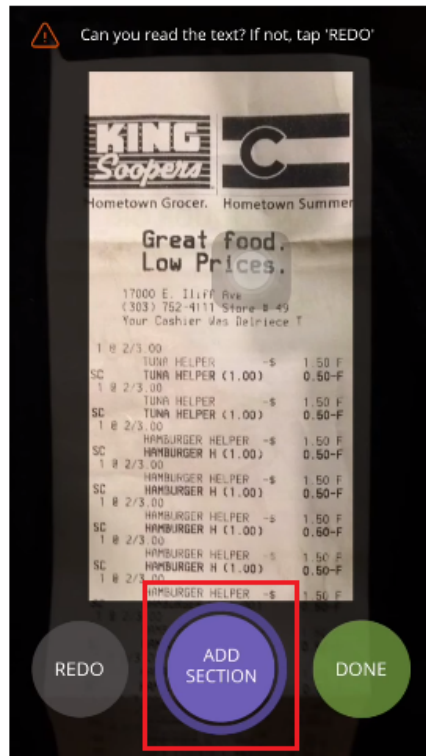 Can you read the text? If not, tap 'REDO'
KING
Soopers
C
Hometown Grocer. Hometown Summer
Great food.
Low Prices.
17000 E. Iliff Ave
(303) 752-4111 Store # 49
Your Cashier Was Delriece T
1 @ 2/3.00
TUNA HELPER -$ 1.50 F
SC TUNA HELPER (1.00) 0.50-F
1 @ 2/3.00
TUNA HELPER -$ 1.50 F
SC TUNA HELPER (1.00) 0.50-F
1 @ 2/3.00
HAMBURGER HELPER -$ 1.50 F
SC HAMBURGER H (1.00) 0.50-F
1 @ 2/3.00
HAMBURGER HELPER -$ 1.50 F
SC HAMBURGER H (1.00) 0.50-F
1 @ 2/3.00
HAMBURGER HELPER -$ 1.50 F
SC HAMBURGER H (1.00) 0.50-F
1 @ 2/3.00
HAMBURGER HELPER -$ 1.50 F
SC HAMBURGER H (1.00) 0.50-F
1 @ 2/3.00
HAMBURGER HELPER -$ 1.50 F
REDO
ADD
SECTION
DONE